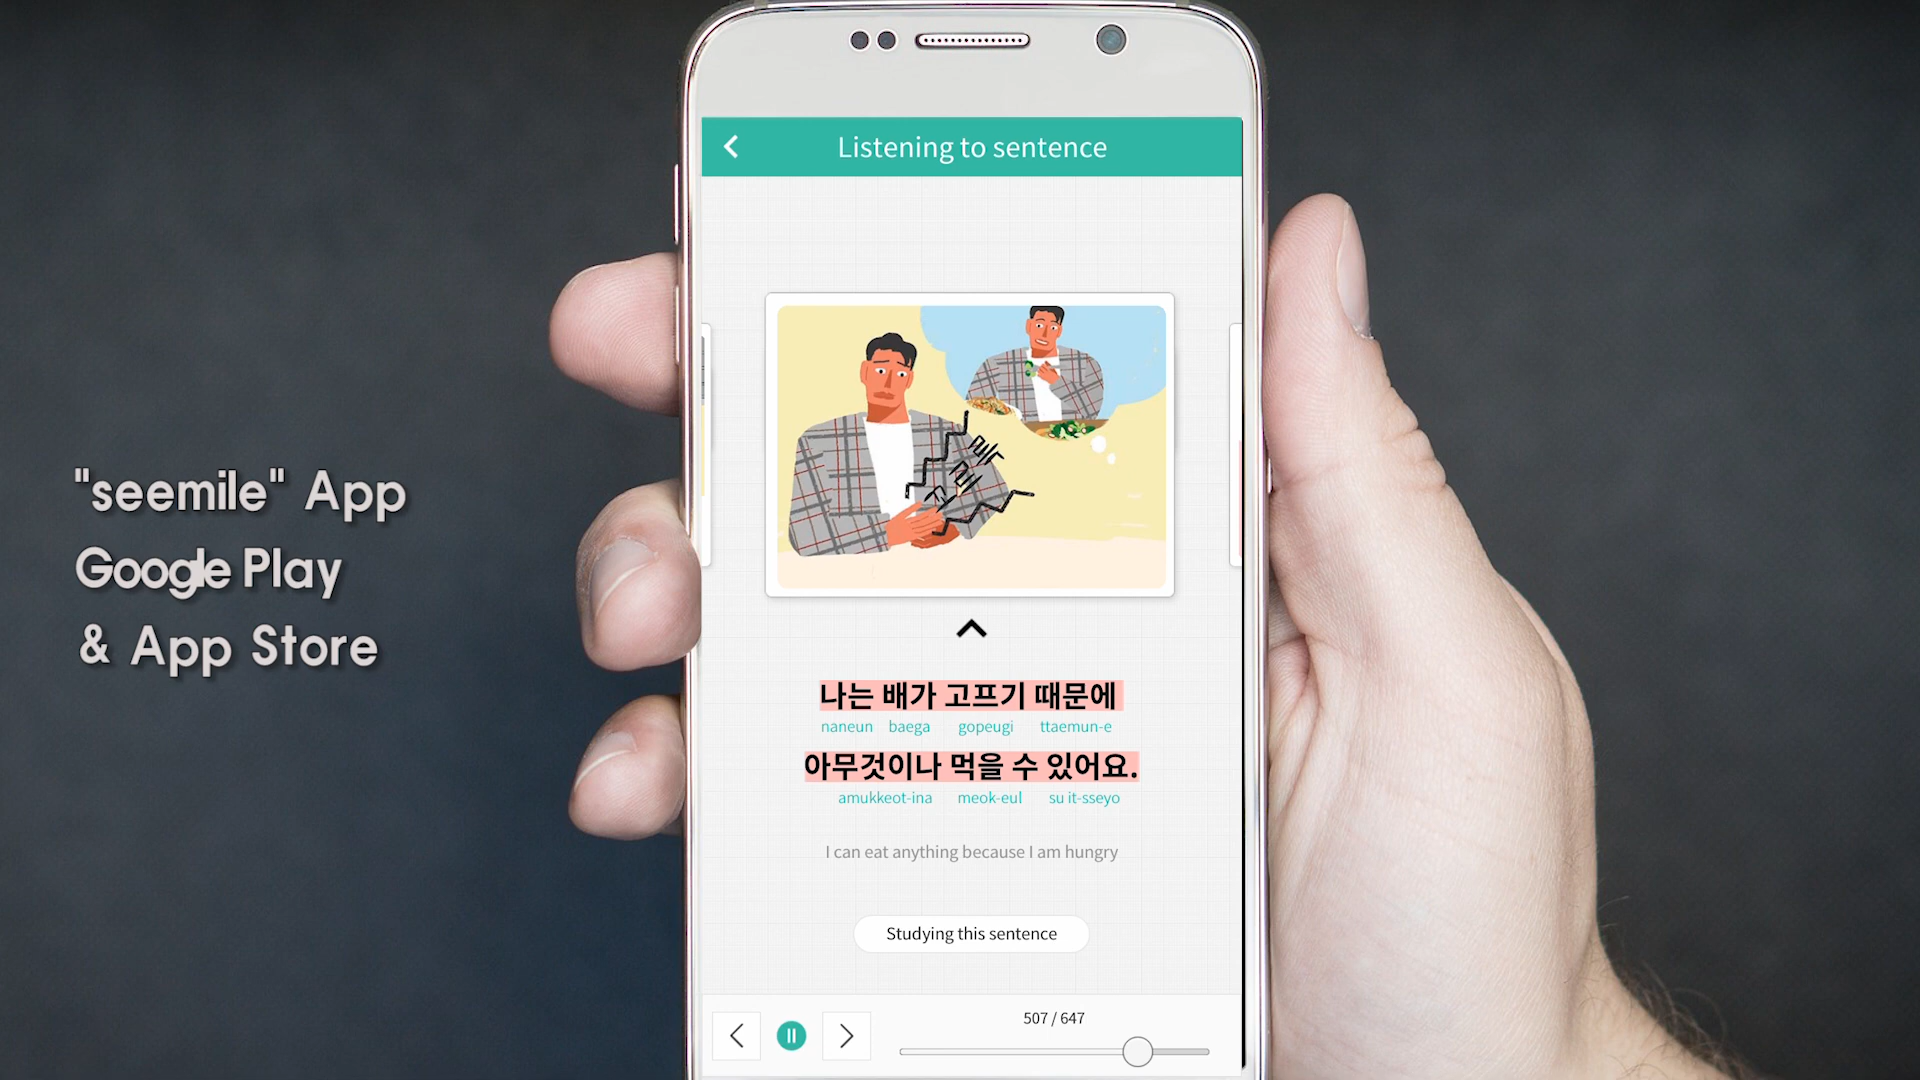 "seemile" App
Google Play
& App Store
Listening to sentence
나는 배가 고프기 때문에
naneun baega gopeugi ttaemun-e
아무것이나 먹을 수 있어요.
amukkeot-ina meok-eul su it-sseyo
I can eat anything because I am hungry
Studying this sentence
507 / 647